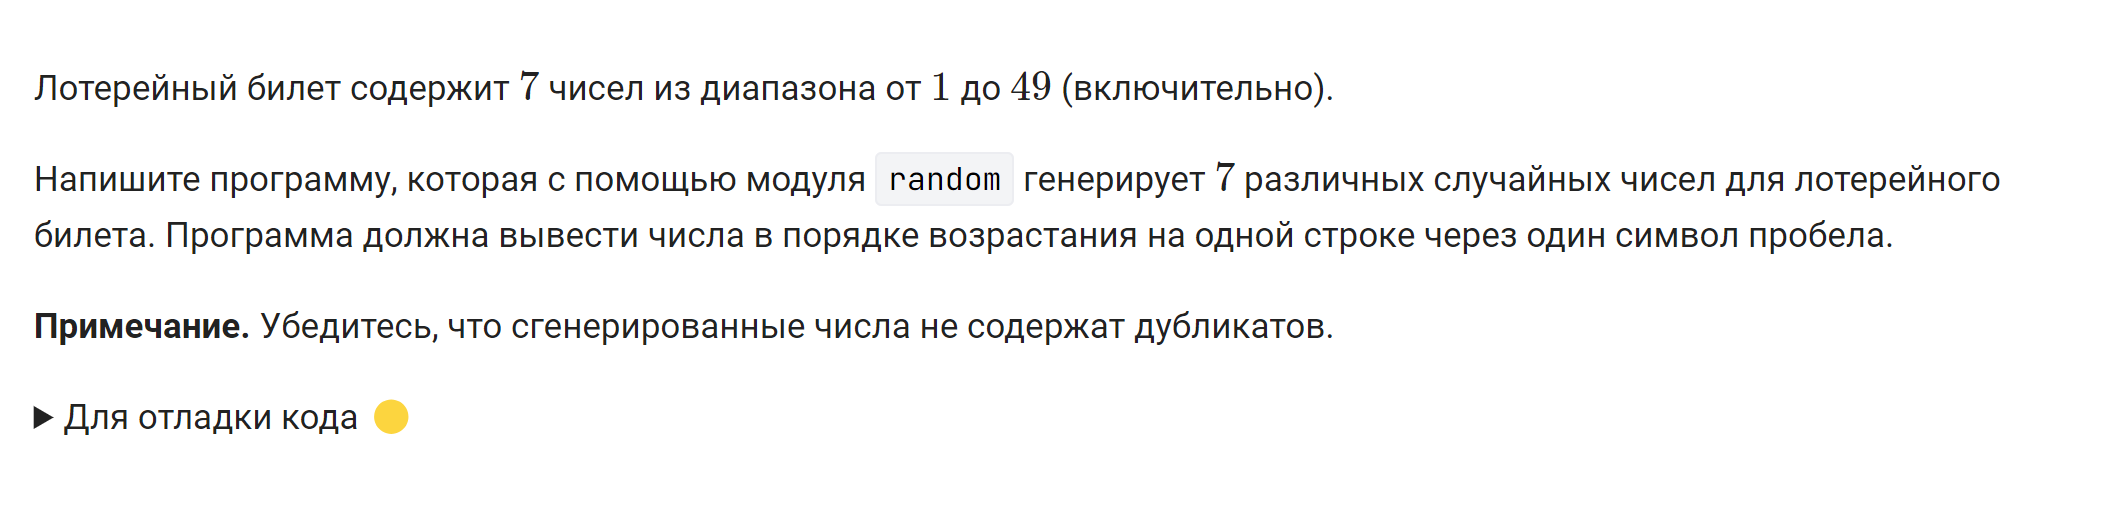 Лотерейный билет содержит 7 чисел из диапазона от 1 до 49 (включительно).
Напишите программу, которая с помощью модуля random генерирует 7 различных случайных чисел для лотерейного
билета. Программа должна вывести числа в порядке возрастания на одной строке через один символ пробела.
Примечание. Убедитесь, что сгенерированные числа не содержат дубликатов.
Для отладки кода